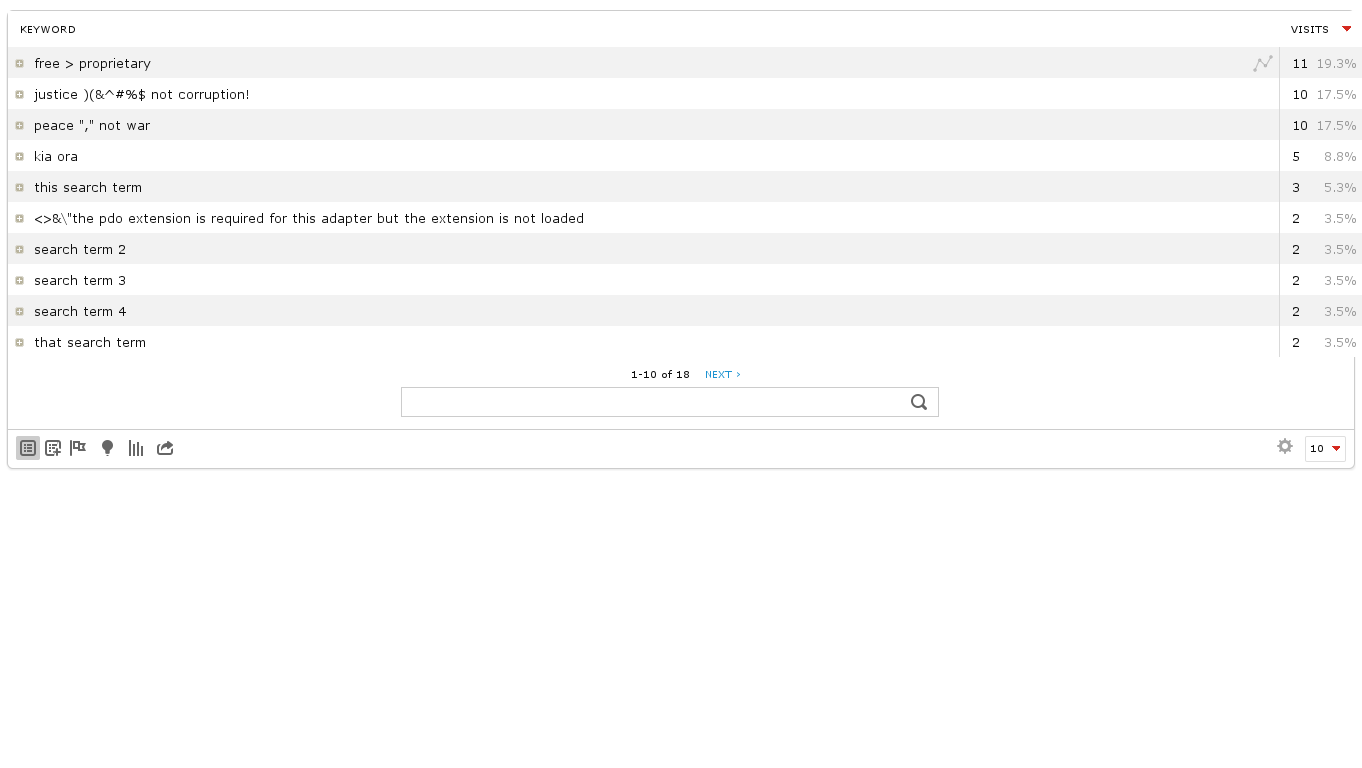 KEYWORD VISITS
free > proprietary 11 19.3%
justice )(&^#%$ not corruption! 10 17.5%
peace "," not war 10 17.5%
kia ora 5 8.8%
this search term 3 5.3%
<>&\"the pdo extension is required for this adapter but the extension is not loaded 2 3.5%
search term 2 2 3.5%
search term 3 2 3.5%
search term 4 2 3.5%
that search term 2 3.5%
1-10 of 18 NEXT ›
10